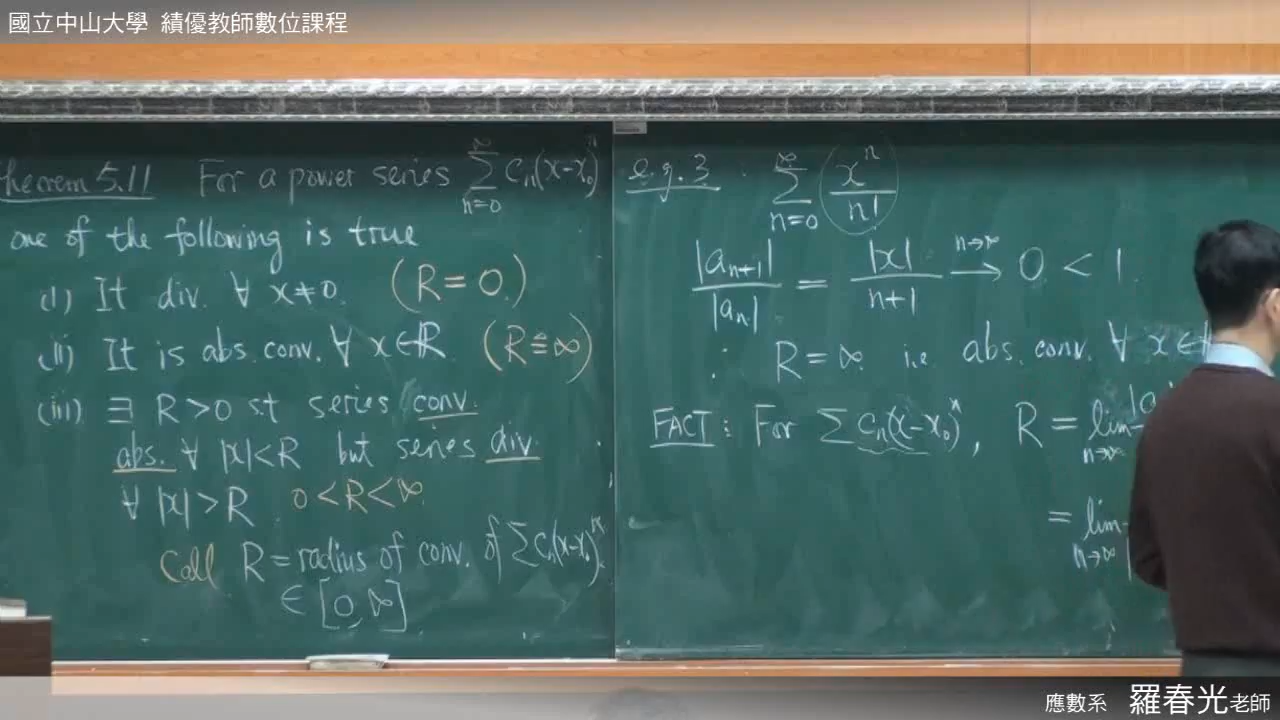 國立中山大學 績優教師數位課程
Theorem 5.11 For a power series ∑_{n=0}^{∞} c_n(x-x_0)^n
one of the following is true
(i) It div. ∀ x≠0. (R=0.)
(ii) It is abs. conv. ∀ x∈ℝ (R≙∞)
(iii) ∃ R>0 st series conv.
abs. ∀ |x|<R but series div.
∀ |x|>R 0<R<∞
Call R = radius of conv. of ∑c_n(x-x_0)^n
∈ [0,∞]
e.g. 3 ∑_{n=0}^{∞} x^n/n!
|a_{n+1}|/|a_n| = |x|/(n+1) →^{n→∞} 0 < 1.
∴ R=∞ i.e. abs. conv. ∀ x∈
FACT: For ∑ c_n(x-x_0)^n, R = lim_{n→∞}
= lim_{n→∞}
應數系 羅春光老師